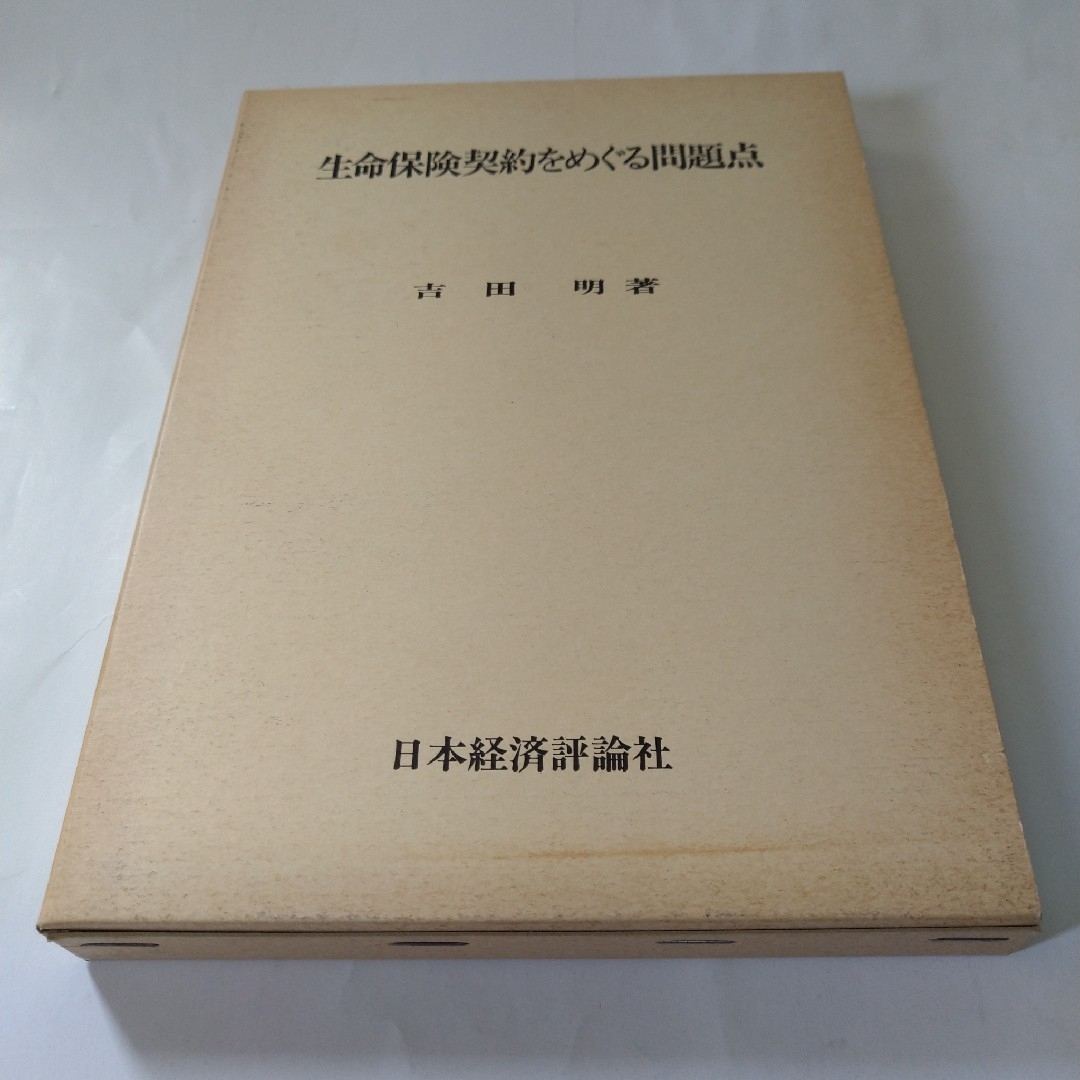 生命保険契約をめぐる問題点
吉田 明著
日本経済評論社